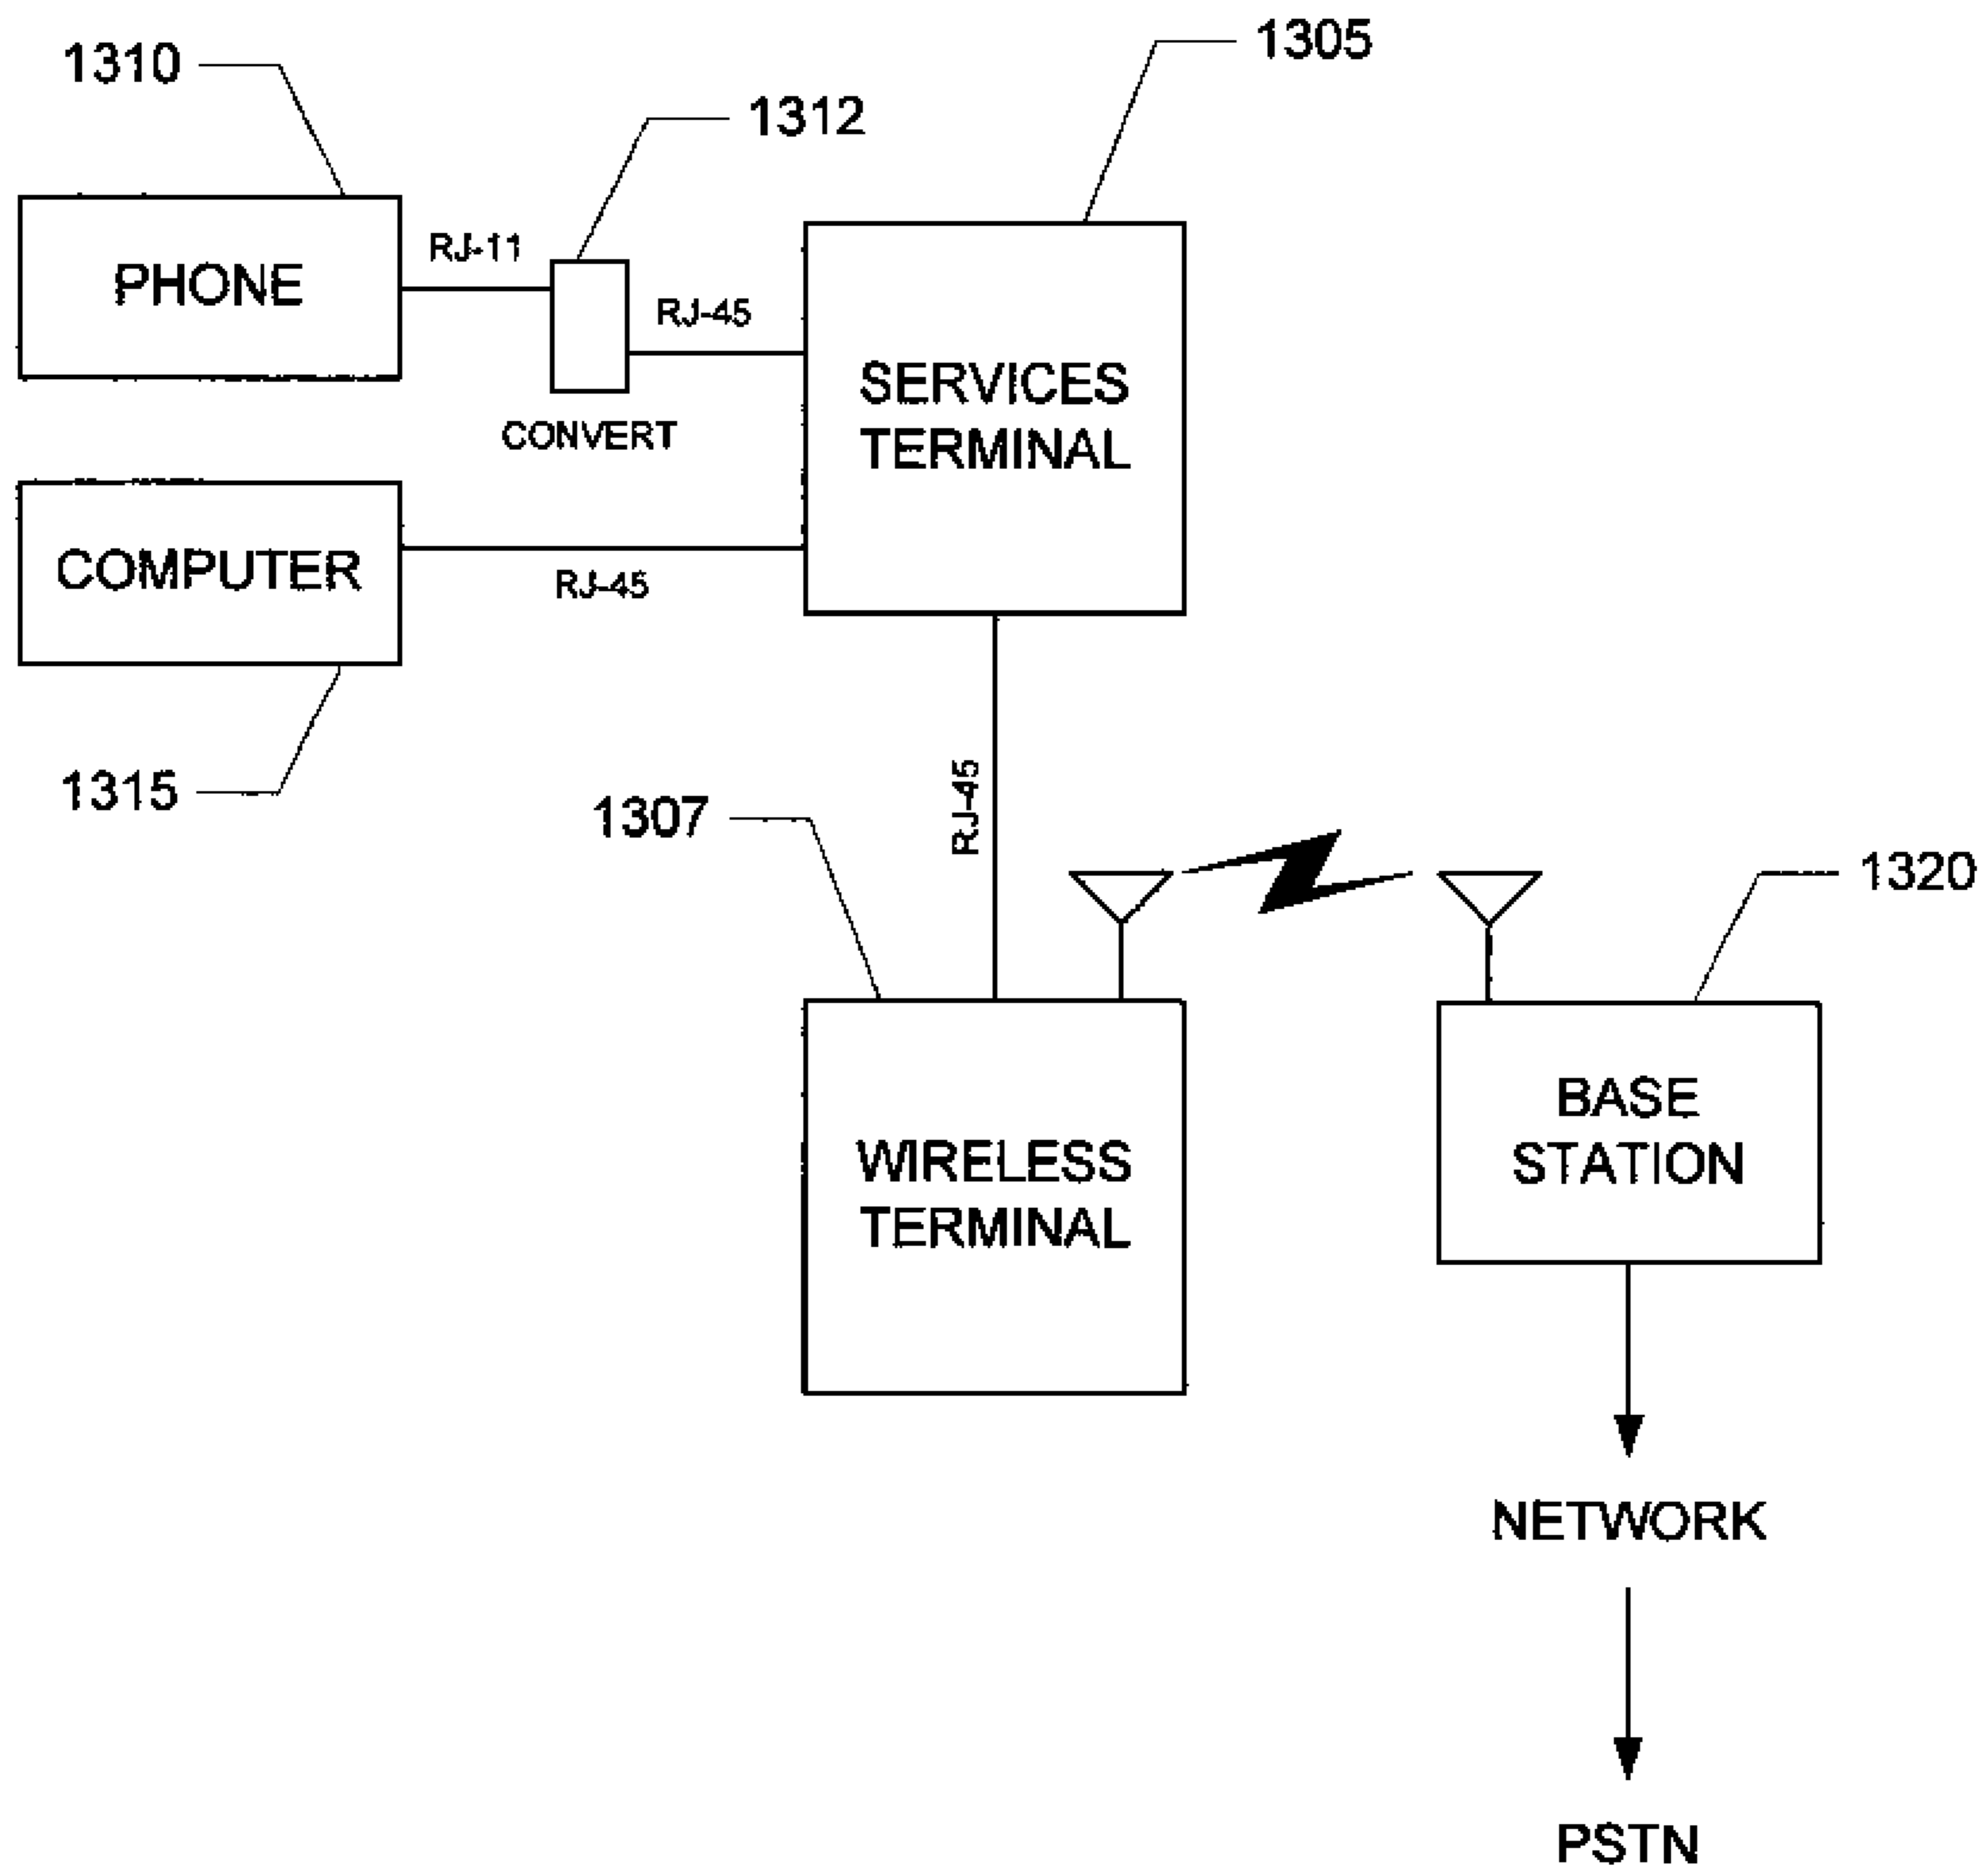 1310
1305
1312
PHONE
RJ-11
RJ-45
SERVICES
TERMINAL
CONVERT
COMPUTER
RJ-45
1315
1307
RJ-45
1320
BASE
STATION
WIRELESS
TERMINAL
NETWORK
PSTN